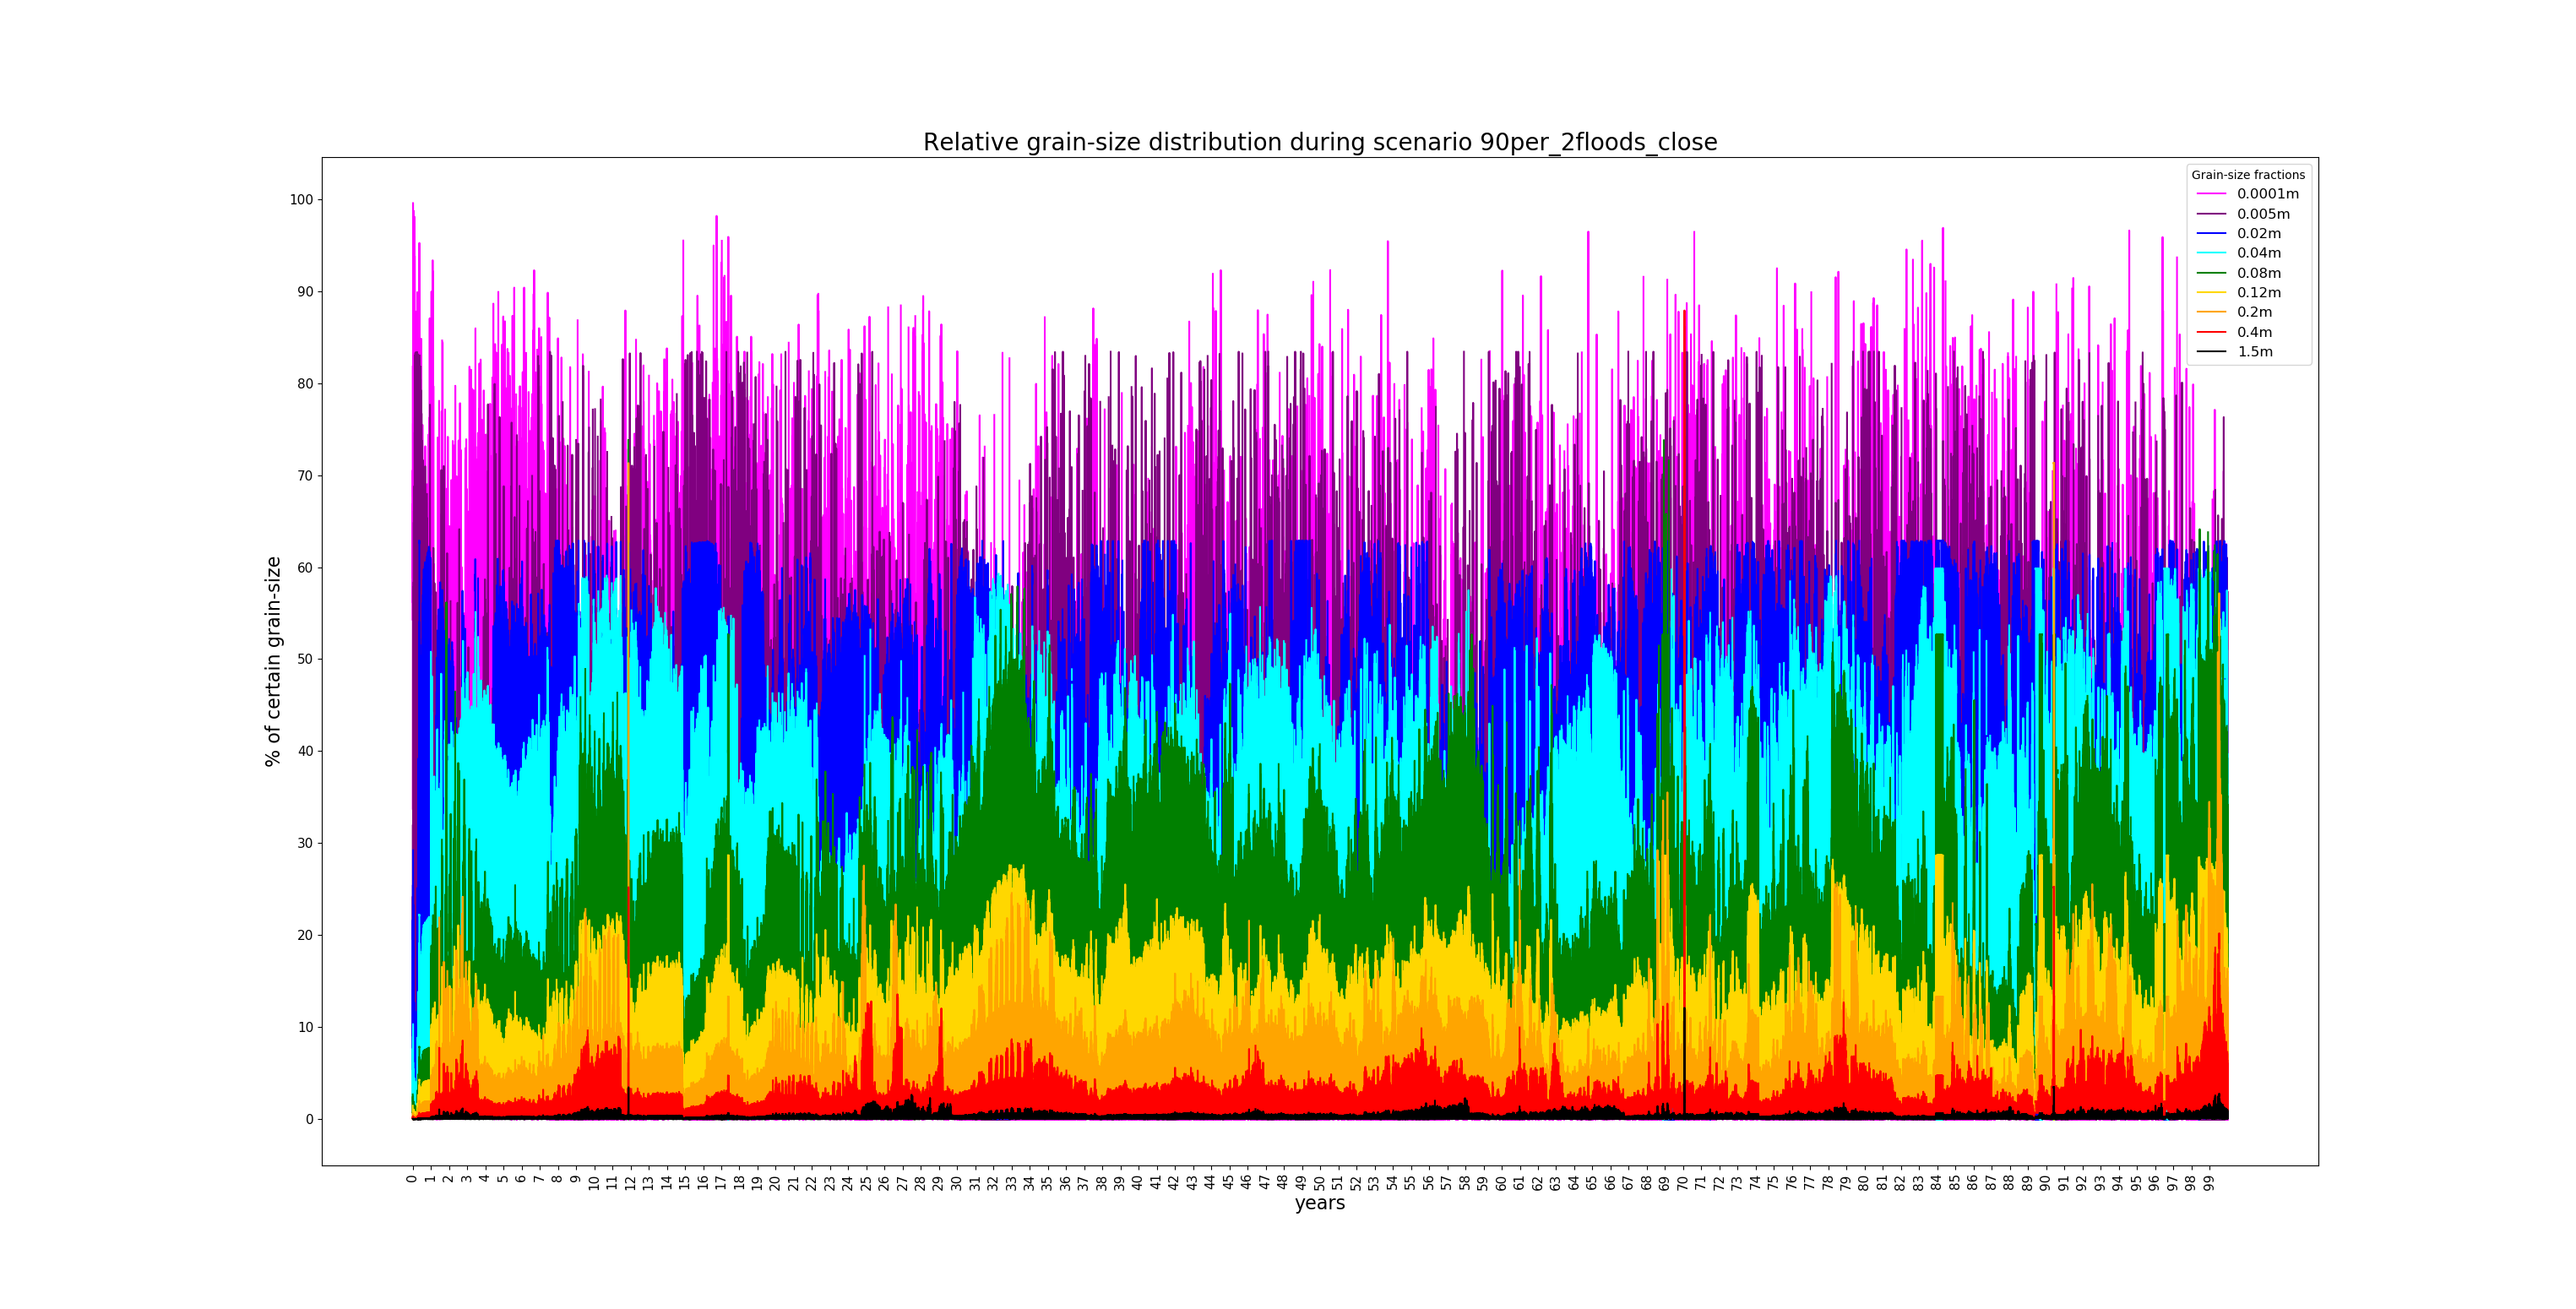 Relative grain-size distribution during scenario 90per_2floods_close
Grain-size fractions
0.0001m
0.005m
0.02m
0.04m
0.08m
0.12m
0.2m
0.4m
1.5m
% of certain grain-size
100
90
80
70
60
50
40
30
20
10
0
0 1 2 3 4 5 6 7 8 9 10 11 12 13 14 15 16 17 18 19 20 21 22 23 24 25 26 27 28 29 30 31 32 33 34 35 36 37 38 39 40 41 42 43 44 45 46 47 48 49 50 51 52 53 54 55 56 57 58 59 60 61 62 63 64 65 66 67 68 69 70 71 72 73 74 75 76 77 78 79 80 81 82 83 84 85 86 87 88 89 90 91 92 93 94 95 96 97 98 99
years